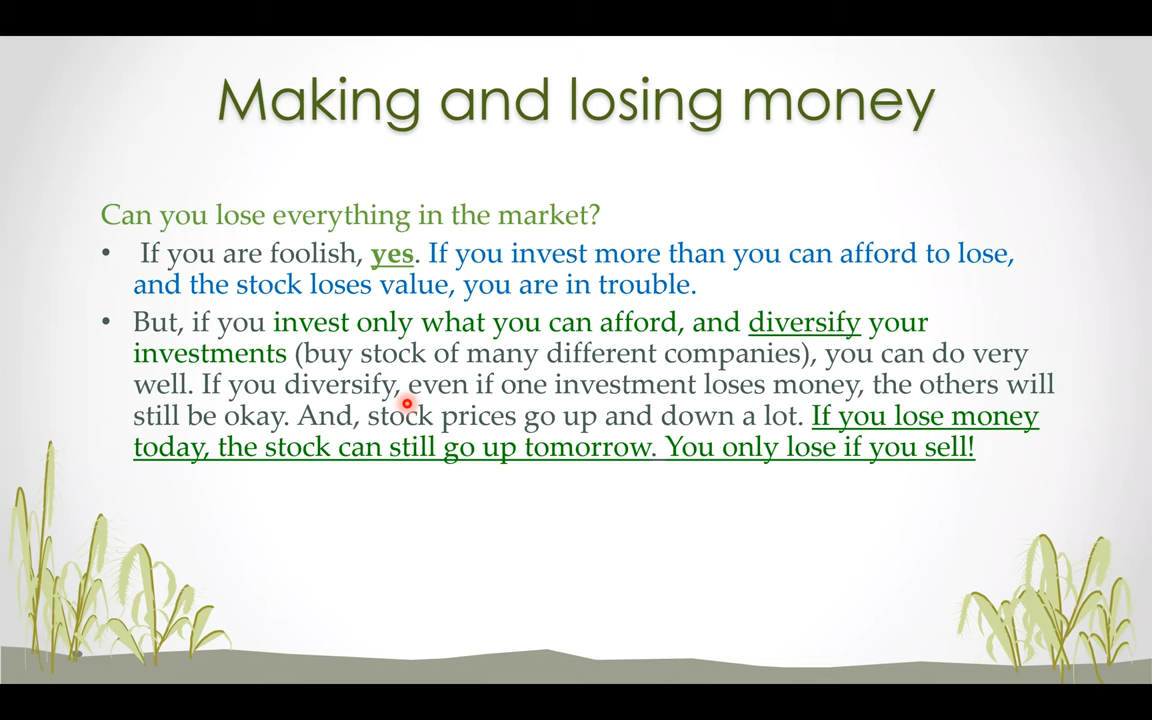 Making and losing money
Can you lose everything in the market?
• If you are foolish, yes. If you invest more than you can afford to lose,
and the stock loses value, you are in trouble.
• But, if you invest only what you can afford, and diversify your
investments (buy stock of many different companies), you can do very
well. If you diversify, even if one investment loses money, the others will
still be okay. And, stock prices go up and down a lot. If you lose money
today, the stock can still go up tomorrow. You only lose if you sell!